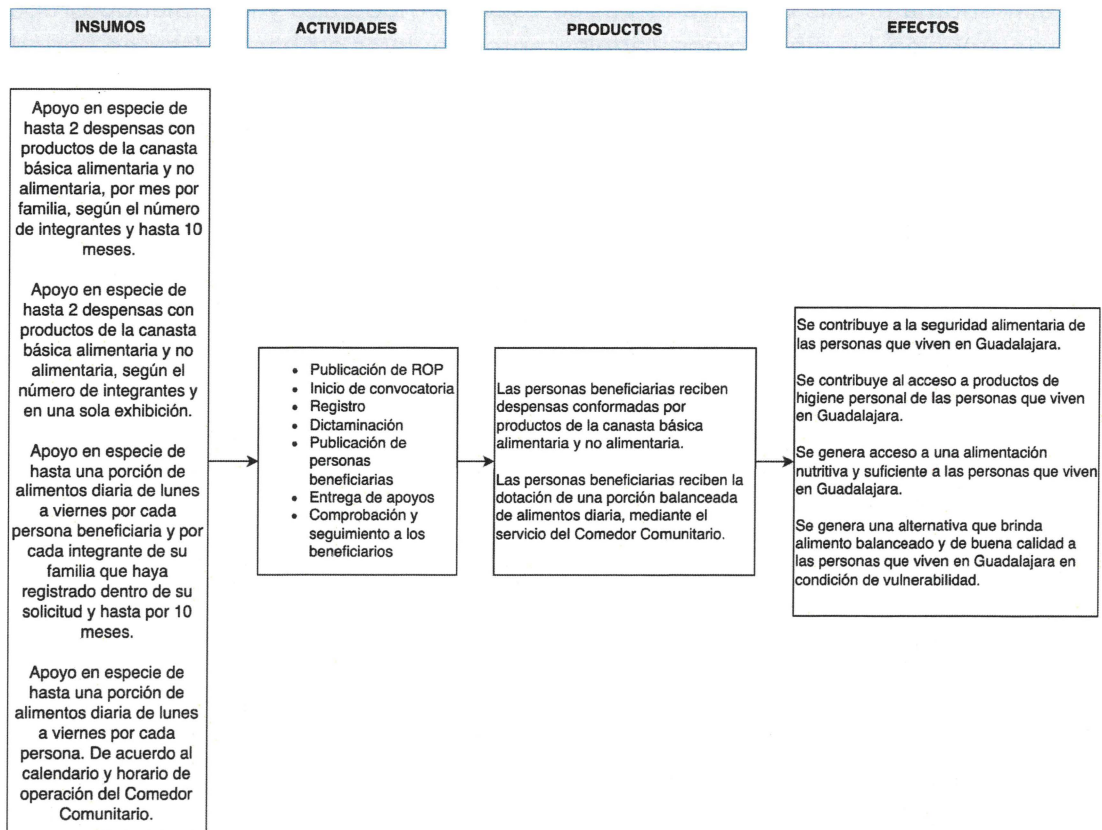 INSUMOS
ACTIVIDADES
PRODUCTOS
EFECTOS
Apoyo en especie de
hasta 2 despensas con
productos de la canasta
básica alimentaria y no
alimentaria, por mes por
familia, según el número
de integrantes y hasta 10
meses.
Apoyo en especie de
hasta 2 despensas con
productos de la canasta
básica alimentaria y no
alimentaria, según el
número de integrantes y
en una sola exhibición.
Apoyo en especie de
hasta una porción de
alimentos diaria de lunes
a viernes por cada
persona beneficiaria y por
cada integrante de su
familia que haya
registrado dentro de su
solicitud y hasta por 10
meses.
Apoyo en especie de
hasta una porción de
alimentos diaria de lunes
a viernes por cada
persona. De acuerdo al
calendario y horario de
operación del Comedor
Comunitario.
• Publicación de ROP
• Inicio de convocatoria
• Registro
• Dictaminación
• Publicación de
personas
beneficiarias
• Entrega de apoyos
• Comprobación y
seguimiento a los
beneficiarios
Las personas beneficiarias reciben
despensas conformadas por
productos de la canasta básica
alimentaria y no alimentaria.
Las personas beneficiarias reciben la
dotación de una porción balanceada
de alimentos diaria, mediante el
servicio del Comedor Comunitario.
Se contribuye a la seguridad alimentaria de
las personas que viven en Guadalajara.
Se contribuye al acceso a productos de
higiene personal de las personas que viven
en Guadalajara.
Se genera acceso a una alimentación
nutritiva y suficiente a las personas que viven
en Guadalajara.
Se genera una alternativa que brinda
alimento balanceado y de buena calidad a
las personas que viven en Guadalajara en
condición de vulnerabilidad.